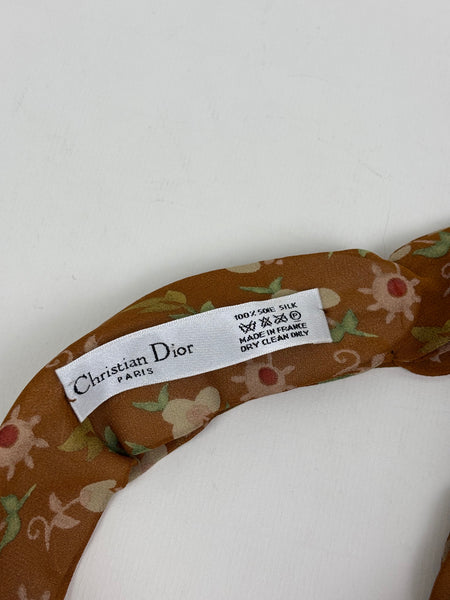 Christian Dior
PARIS
100% SOIE SILK
P
MADE IN FRANCE
DRY CLEAN ONLY